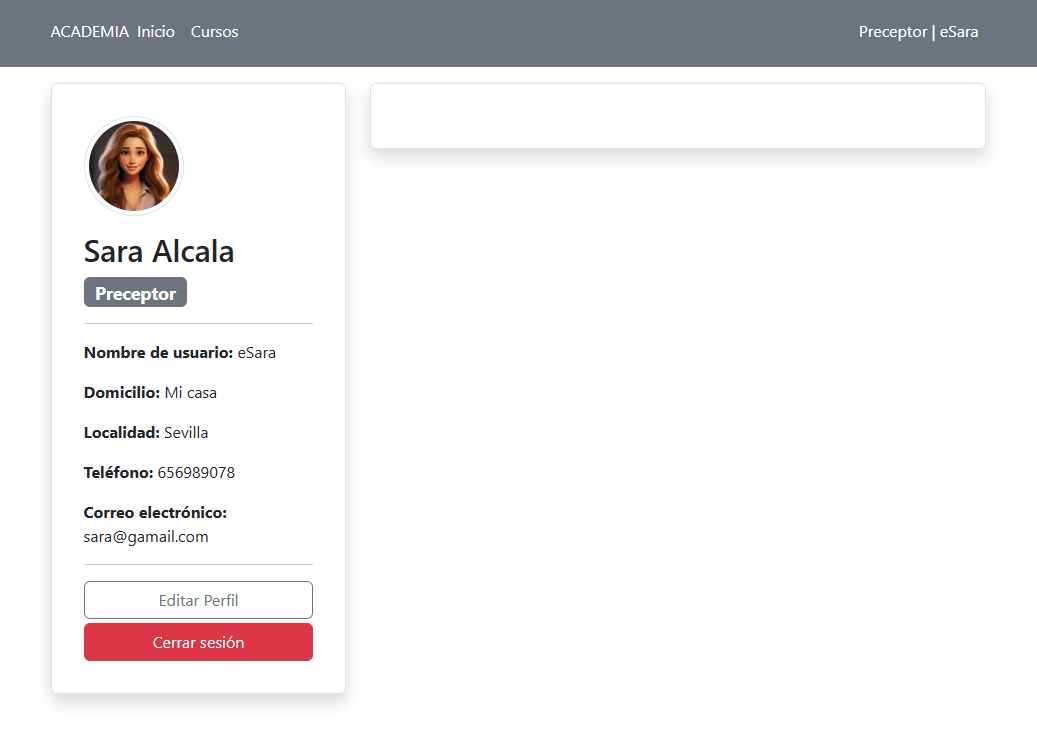 ACADEMIA Inicio Cursos Preceptor | eSara
Sara Alcala
Preceptor
Nombre de usuario: eSara
Domicilio: Mi casa
Localidad: Sevilla
Teléfono: 656989078
Correo electrónico:
sara@gamail.com
Editar Perfil
Cerrar sesión